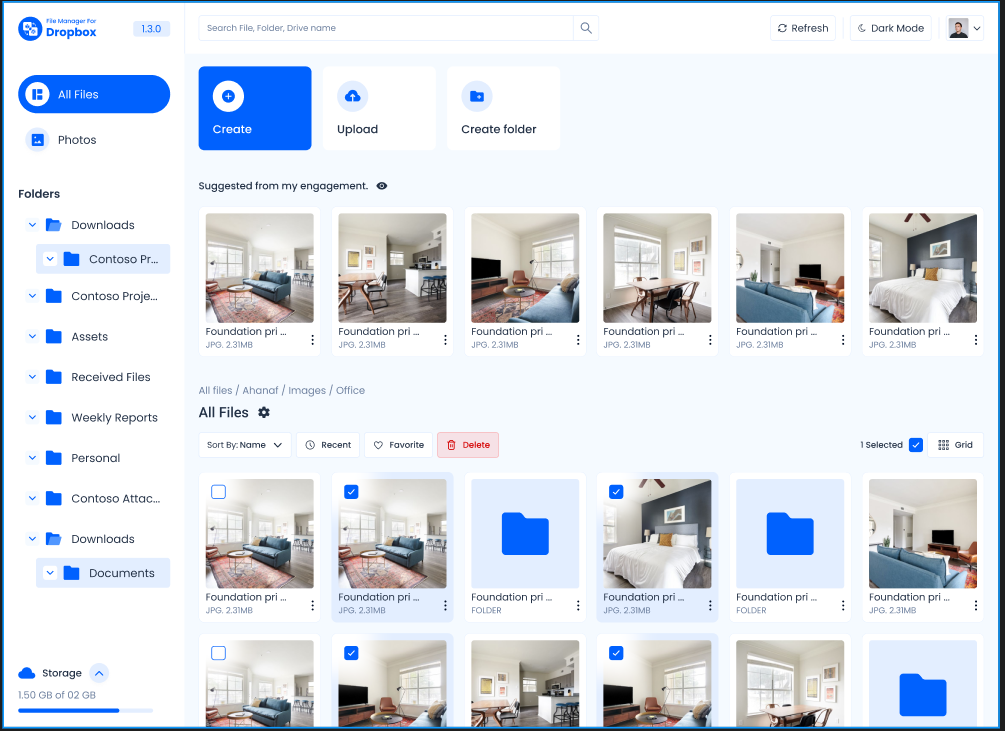 File Manager For
Dropbox
1.3.0
Search File, Folder, Drive name
Refresh
Dark Mode
All Files
Photos
Folders
Downloads
Contoso Pr...
Contoso Proje...
Assets
Received Files
Weekly Reports
Personal
Contoso Attac...
Downloads
Documents
Storage
1.50 GB of 02 GB
Create
Upload
Create folder
Suggested from my engagement.
Foundation pri ...
JPG. 2.31MB
Foundation pri ...
JPG. 2.31MB
Foundation pri ...
JPG. 2.31MB
Foundation pri ...
JPG. 2.31MB
Foundation pri ...
JPG. 2.31MB
Foundation pri ...
JPG. 2.31MB
All files / Ahanaf / Images / Office
All Files
Sort By: Name
Recent
Favorite
Delete
1 Selected
Grid
Foundation pri ...
JPG. 2.31MB
Foundation pri ...
JPG. 2.31MB
Foundation pri ...
FOLDER
Foundation pri ...
JPG. 2.31MB
Foundation pri ...
FOLDER
Foundation pri ...
JPG. 2.31MB